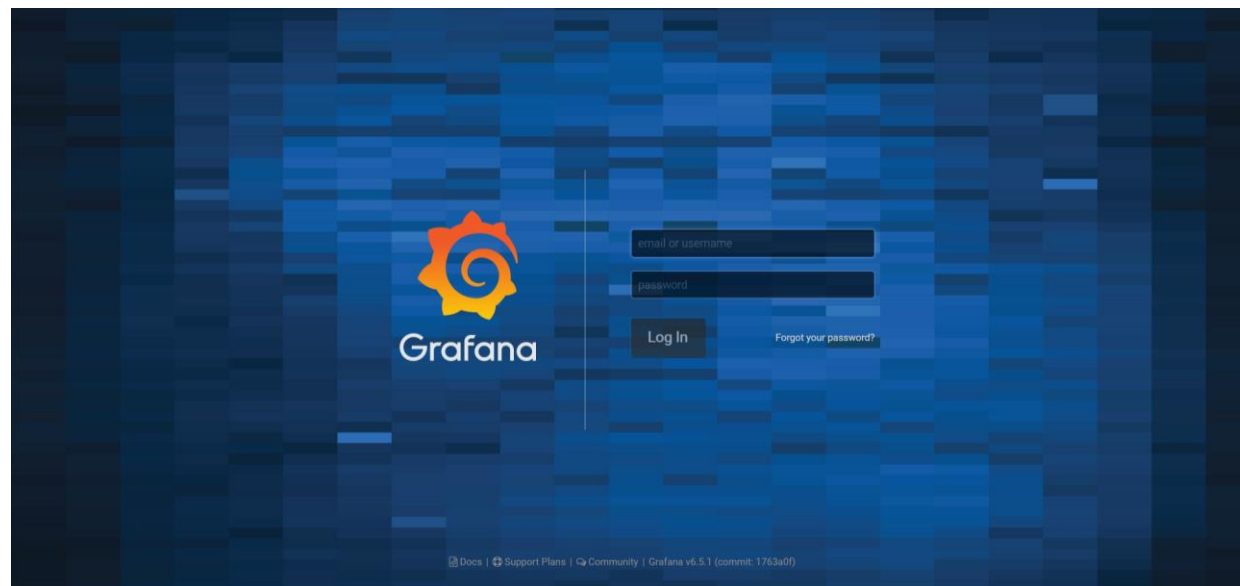 Grafana
email or username
password
Log In
Forgot your password?
Docs | Support Plans | Community | Grafana v6.5.1 (commit: 1763a0f)